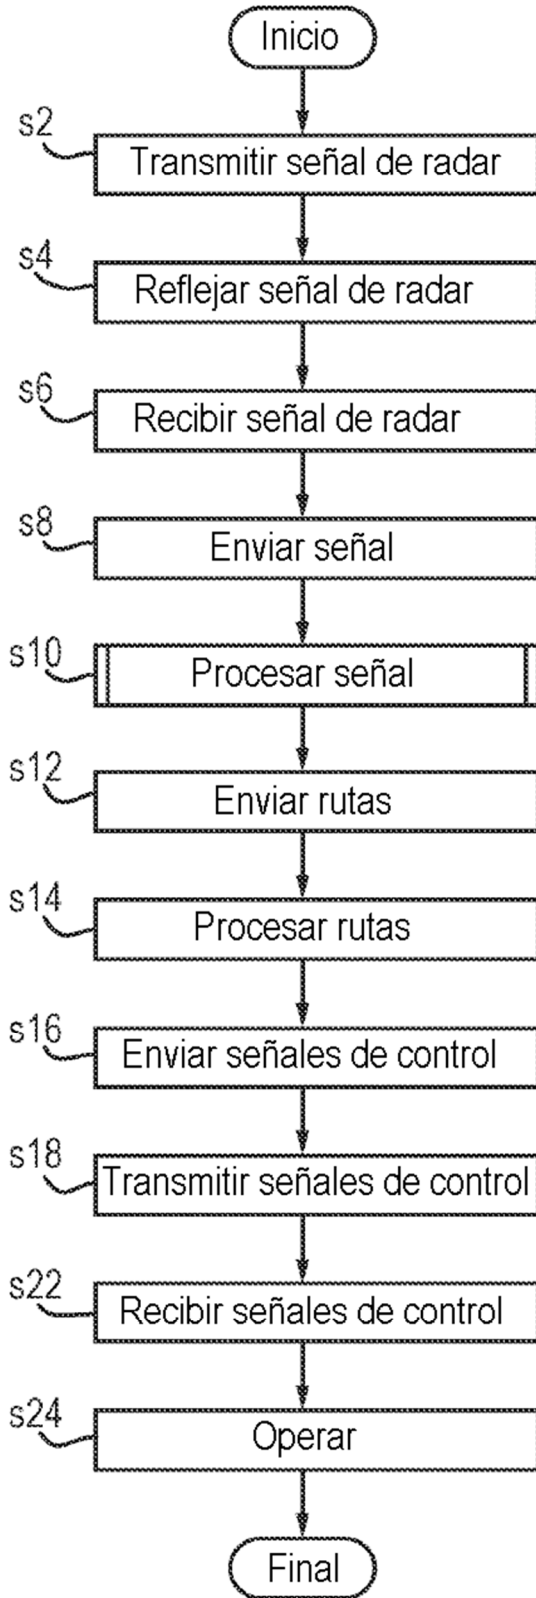 Inicio
s2
Transmitir señal de radar
s4
Reflejar señal de radar
s6
Recibir señal de radar
s8
Enviar señal
s10
Procesar señal
s12
Enviar rutas
s14
Procesar rutas
s16
Enviar señales de control
s18
Transmitir señales de control
s22
Recibir señales de control
s24
Operar
Final